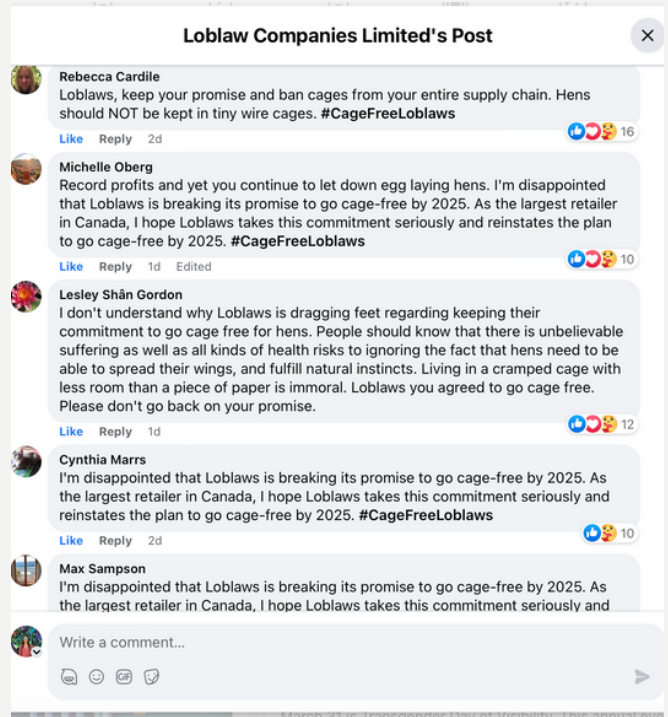 Loblaw Companies Limited's Post
Rebecca Cardile
Loblaws, keep your promise and ban cages from your entire supply chain. Hens
should NOT be kept in tiny wire cages. #CageFreeLoblaws
Like Reply 2d
16
Michelle Oberg
Record profits and yet you continue to let down egg laying hens. I'm disappointed
that Loblaws is breaking its promise to go cage-free by 2025. As the largest retailer
in Canada, I hope Loblaws takes this commitment seriously and reinstates the plan
to go cage-free by 2025. #CageFreeLoblaws
Like Reply 1d Edited
10
Lesley Shân Gordon
I don't understand why Loblaws is dragging feet regarding keeping their
commitment to go cage free for hens. People should know that there is unbelievable
suffering as well as all kinds of health risks to ignoring the fact that hens need to be
able to spread their wings, and fulfill natural instincts. Living in a cramped cage with
less room than a piece of paper is immoral. Loblaws you agreed to go cage free.
Please don't go back on your promise.
Like Reply 1d
12
Cynthia Marrs
I'm disappointed that Loblaws is breaking its promise to go cage-free by 2025. As
the largest retailer in Canada, I hope Loblaws takes this commitment seriously and
reinstates the plan to go cage-free by 2025. #CageFreeLoblaws
Like Reply 2d
10
Max Sampson
I'm disappointed that Loblaws is breaking its promise to go cage-free by 2025. As
the largest retailer in Canada, I hope Loblaws takes this commitment seriously and
Write a comment...
GIF
March 31 is Transgender Day of Visibility. This annual